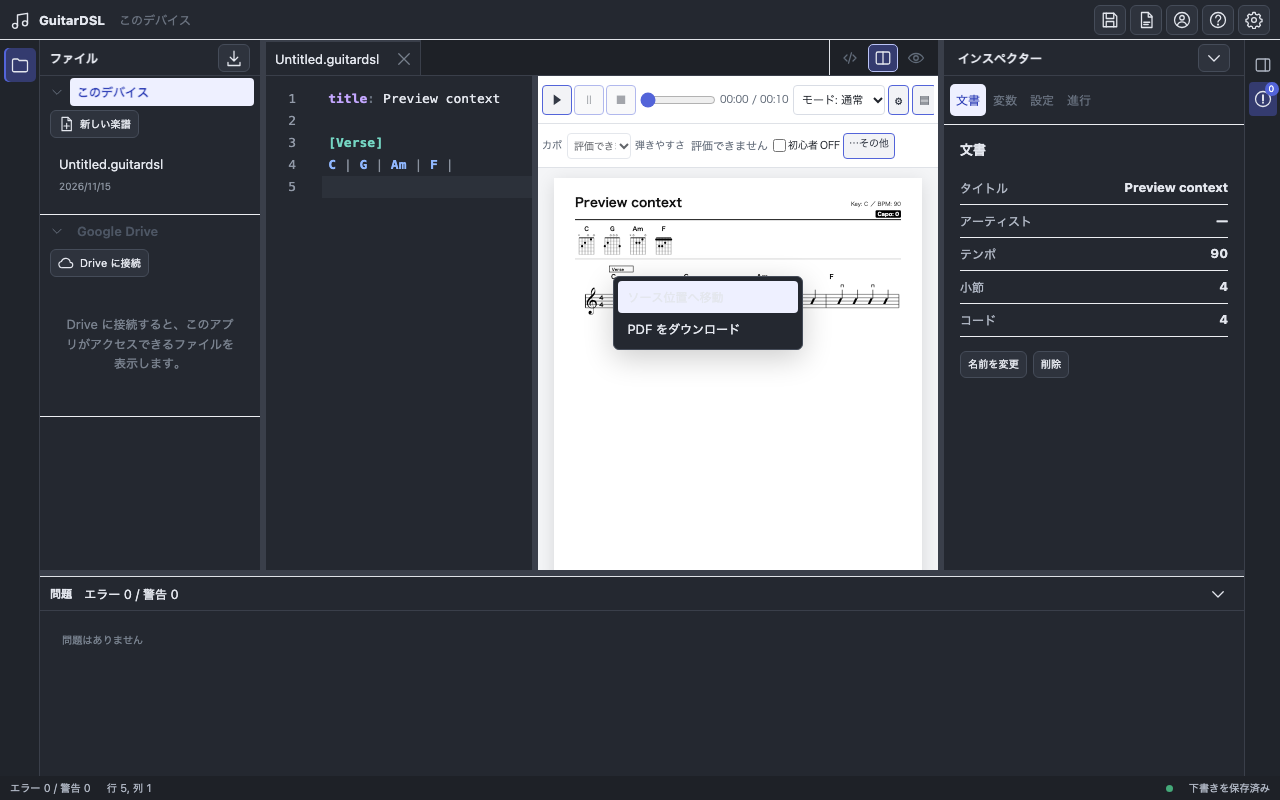 GuitarDSL このデバイス
ファイル
このデバイス
新しい楽譜
Untitled.guitardsl
2026/11/15
Google Drive
Drive に接続
Drive に接続すると、このアプ
リがアクセスできるファイルを
表示します。
Untitled.guitardsl
1 title: Preview context
2
3 [Verse]
4 C | G | Am | F |
5
00:00 / 00:10 モード: 通常
カポ 評価でき 弾きやすさ 評価できません 初心者 OFF …その他
Preview context
Key: C / BPM: 90
Capo: 0
C G Am F
Verse
F
ソース位置へ移動
PDF をダウンロード
インスペクター
文書 変数 設定 進行
文書
タイトル Preview context
アーティスト —
テンポ 90
小節 4
コード 4
名前を変更 削除
0
問題 エラー 0 / 警告 0
問題はありません
エラー 0 / 警告 0 行 5, 列 1
下書きを保存済み